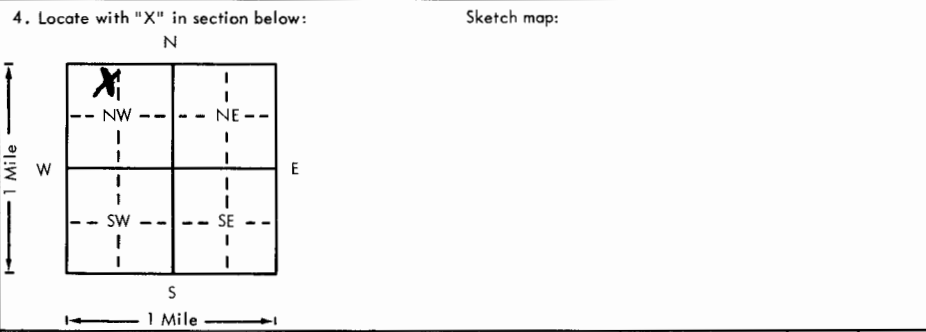 4. Locate with "X" in section below:
Sketch map:
N
X
NW
NE
1 Mile
W
E
SW
SE
S
1 Mile